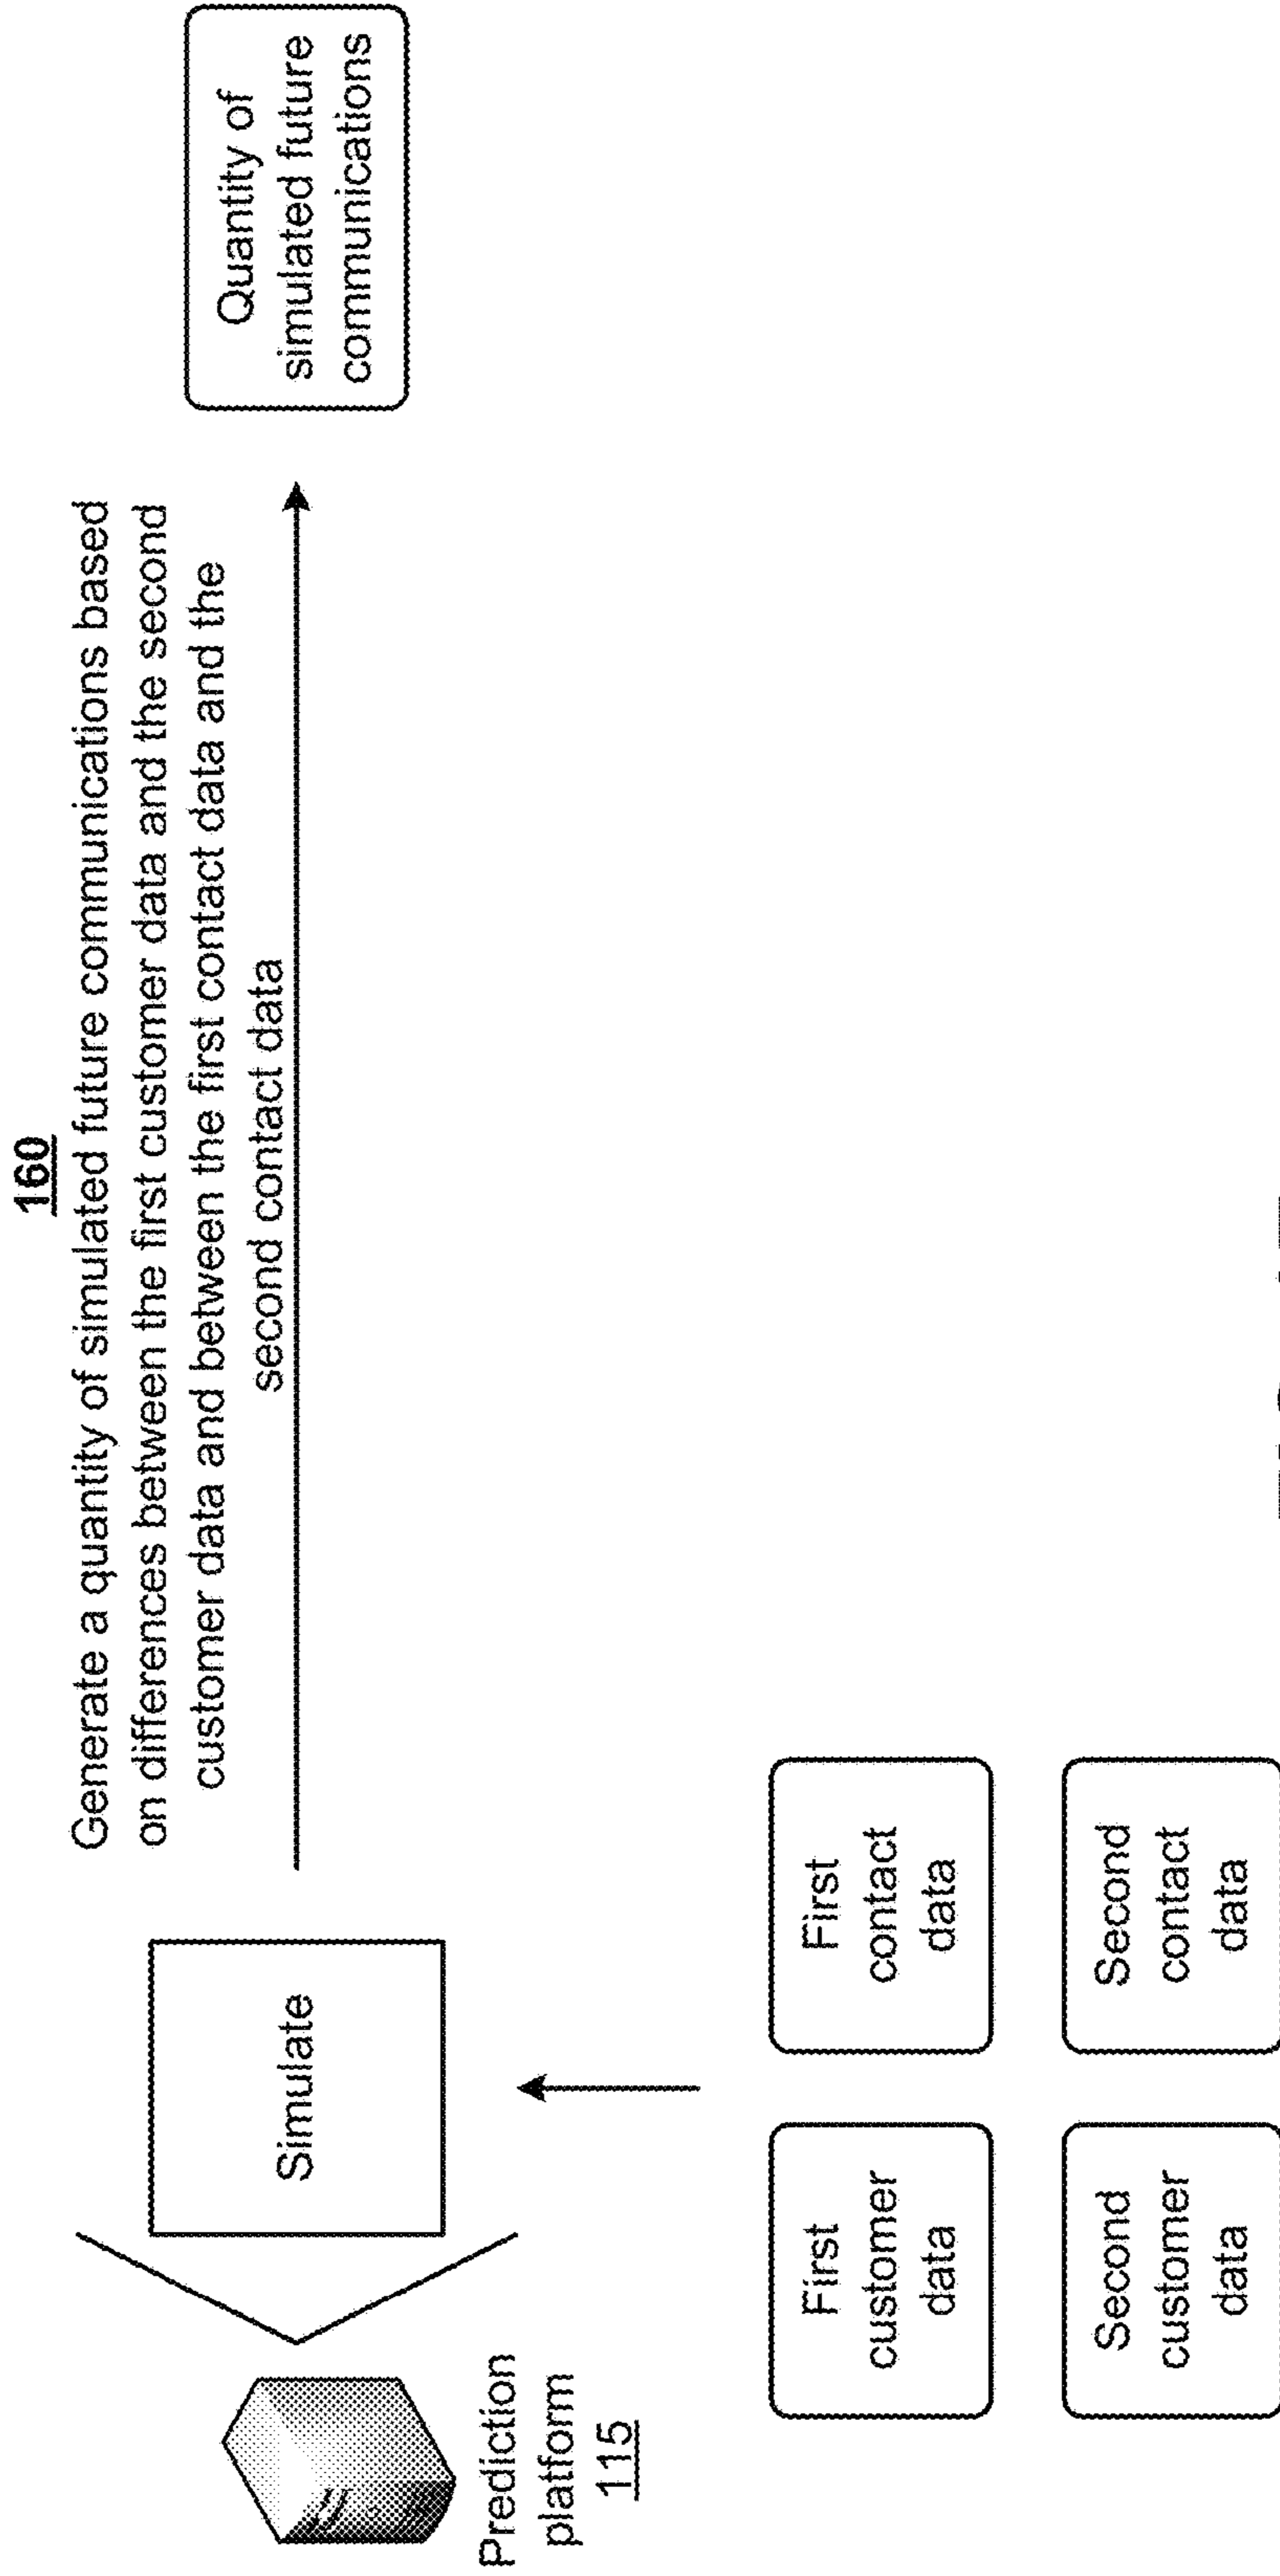 160
Generate a quantity of simulated future communications based
on differences between the first customer data and the second
customer data and between the first contact data and the
second contact data
Simulate
Quantity of
simulated future
communications
Prediction
platform
115
First
customer
data
First
contact
data
Second
customer
data
Second
contact
data